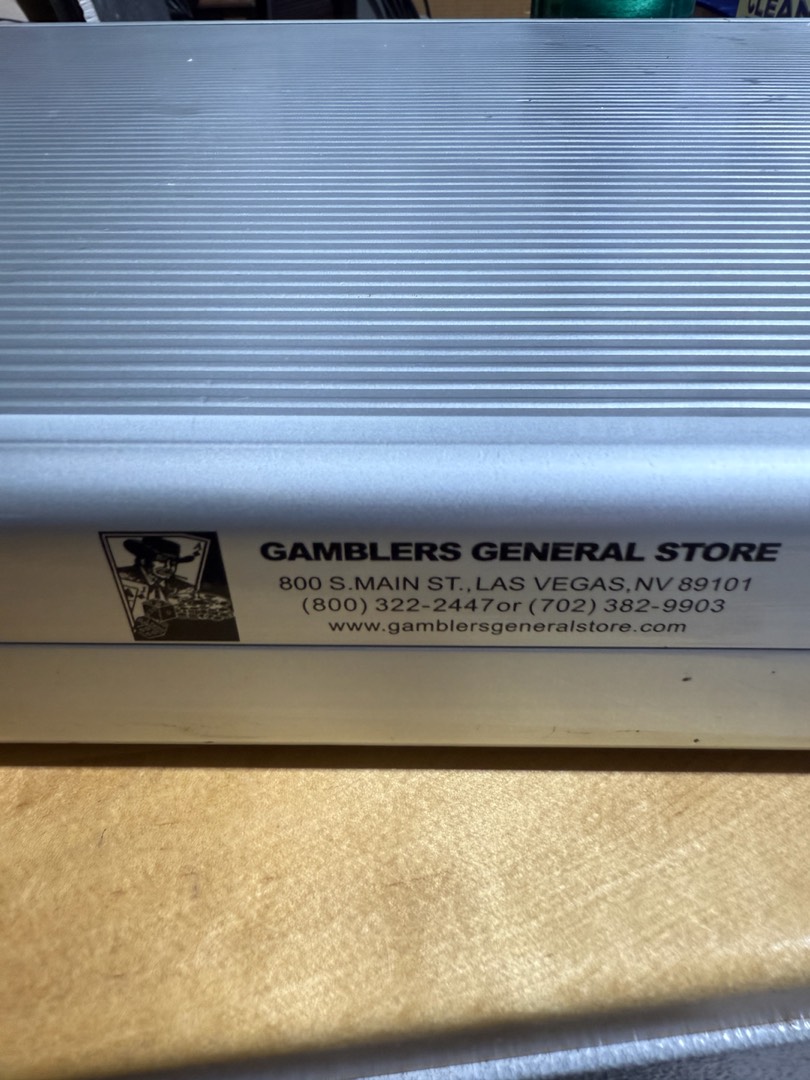 CLEAN
GAMBLERS GENERAL STORE
800 S.MAIN ST.,LAS VEGAS,NV 89101
(800) 322-2447or (702) 382-9903
www.gamblersgeneralstore.com